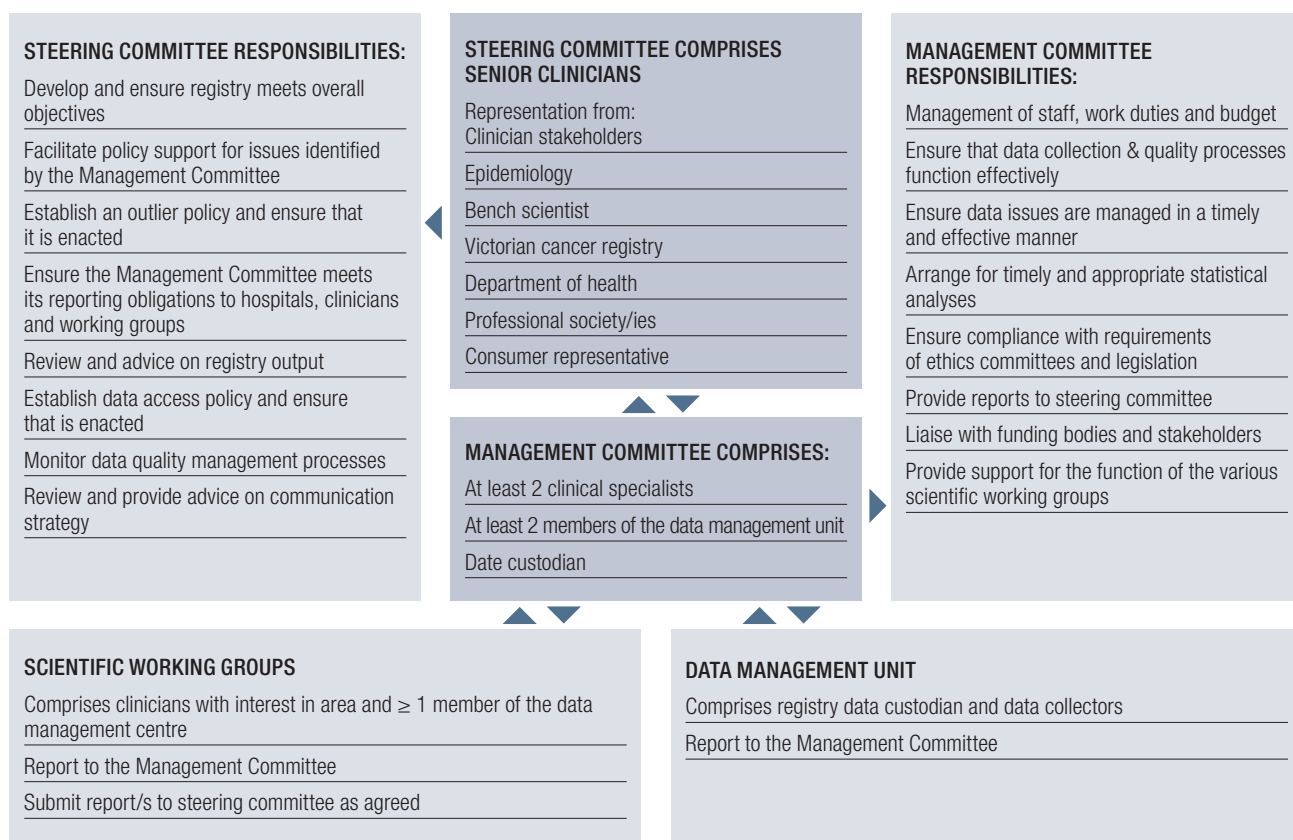 STEERING COMMITTEE RESPONSIBILITIES:
Develop and ensure registry meets overall
objectives
Facilitate policy support for issues identified
by the Management Committee
Establish an outlier policy and ensure that
it is enacted
Ensure the Management Committee meets
its reporting obligations to hospitals, clinicians
and working groups
Review and advice on registry output
Establish data access policy and ensure
that is enacted
Monitor data quality management processes
Review and provide advice on communication
strategy
STEERING COMMITTEE COMPRISES
SENIOR CLINICIANS
Representation from:
Clinician stakeholders
Epidemiology
Bench scientist
Victorian cancer registry
Department of health
Professional society/ies
Consumer representative
MANAGEMENT COMMITTEE COMPRISES:
At least 2 clinical specialists
At least 2 members of the data management unit
Date custodian
MANAGEMENT COMMITTEE
RESPONSIBILITIES:
Management of staff, work duties and budget
Ensure that data collection & quality processes
function effectively
Ensure data issues are managed in a timely
and effective manner
Arrange for timely and appropriate statistical
analyses
Ensure compliance with requirements
of ethics committees and legislation
Provide reports to steering committee
Liaise with funding bodies and stakeholders
Provide support for the function of the various
scientific working groups
SCIENTIFIC WORKING GROUPS
Comprises clinicians with interest in area and ≥ 1 member of the data
management centre
Report to the Management Committee
Submit report/s to steering committee as agreed
DATA MANAGEMENT UNIT
Comprises registry data custodian and data collectors
Report to the Management Committee